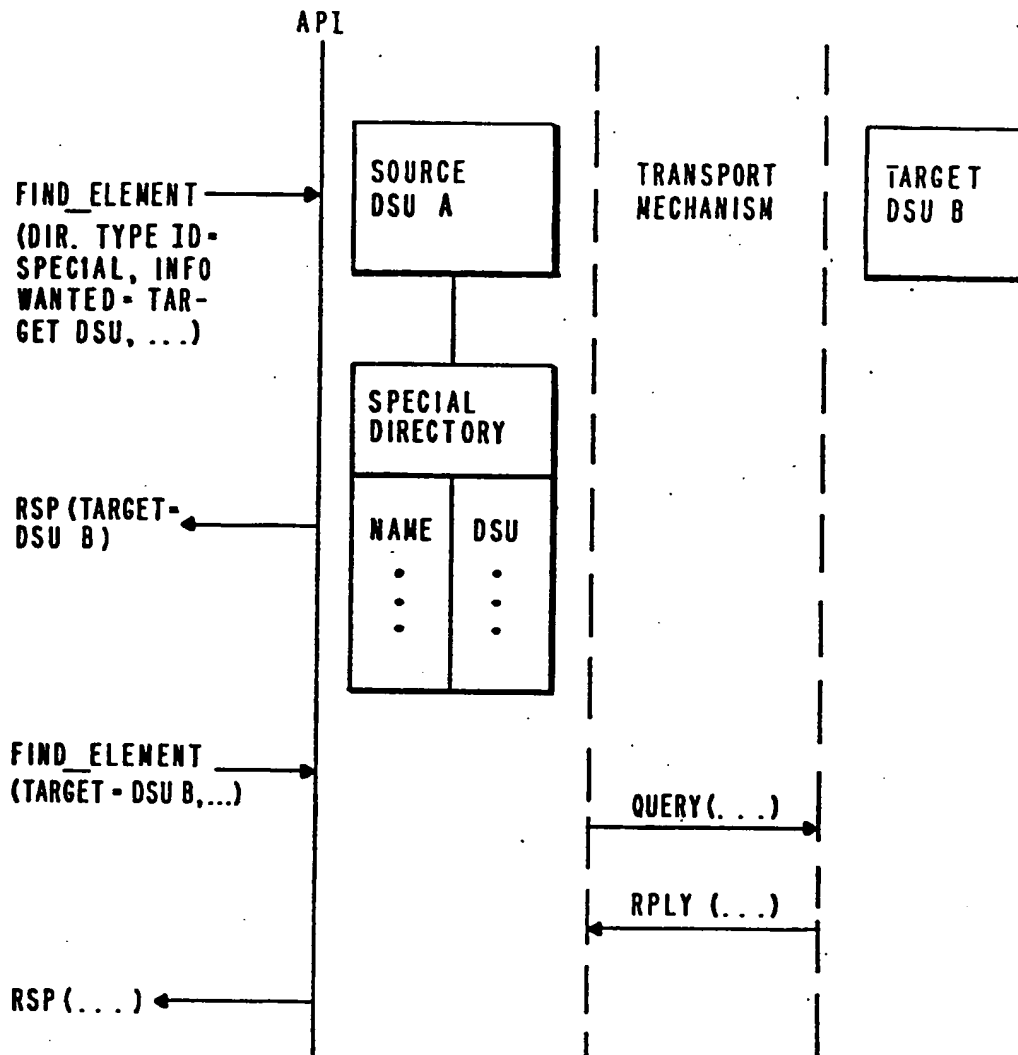 API
SOURCE
DSU A
TRANSPORT
MECHANISM
TARGET
DSU B
FIND_ELEMENT
(DIR. TYPE ID=
SPECIAL, INFO
WANTED = TAR-
GET DSU, ...)
SPECIAL
DIRECTORY
NAME DSU
RSP (TARGET=
DSU B)
FIND_ELEMENT
(TARGET = DSU B,...)
QUERY(...)
RPLY (...)
RSP (...)